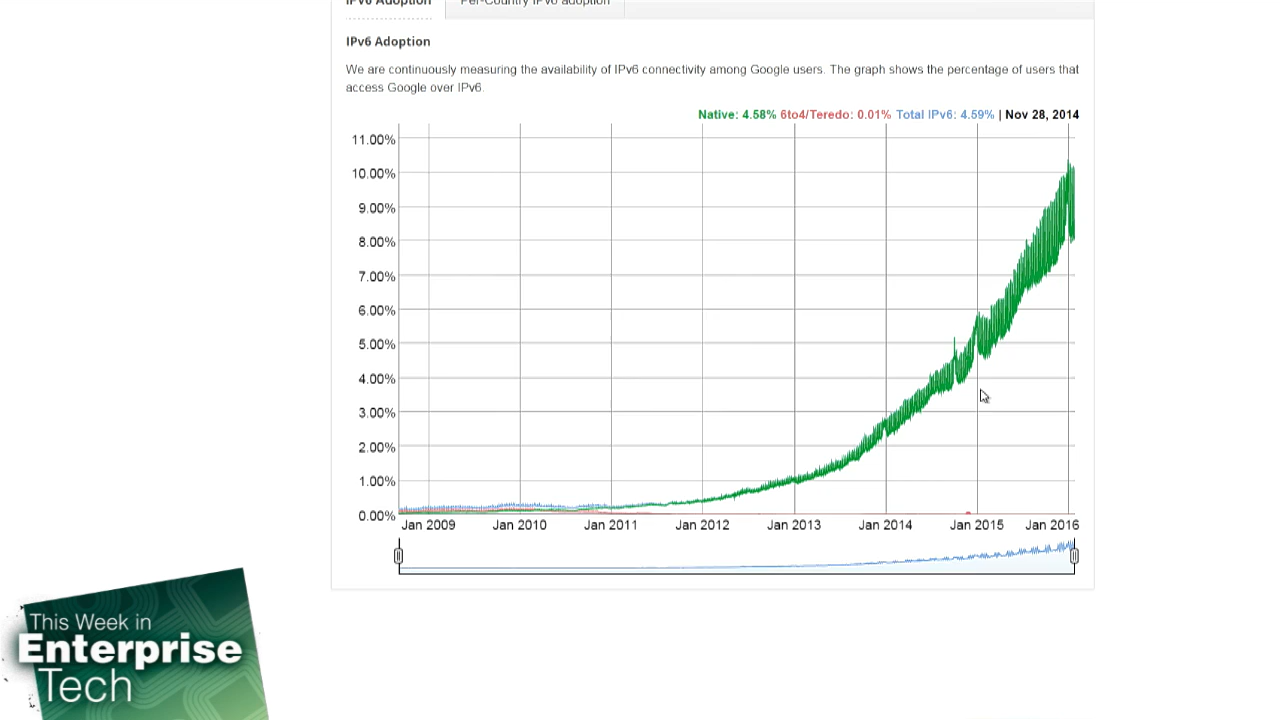 IPv6 Adoption
Per-Country IPv6 adoption
IPv6 Adoption
We are continuously measuring the availability of IPv6 connectivity among Google users. The graph shows the percentage of users that
access Google over IPv6.
Native: 4.58% 6to4/Teredo: 0.01% Total IPv6: 4.59% | Nov 28, 2014
11.00%
10.00%
9.00%
8.00%
7.00%
6.00%
5.00%
4.00%
3.00%
2.00%
1.00%
0.00%
Jan 2009 Jan 2010 Jan 2011 Jan 2012 Jan 2013 Jan 2014 Jan 2015 Jan 2016
This Week in
Enterprise
Tech